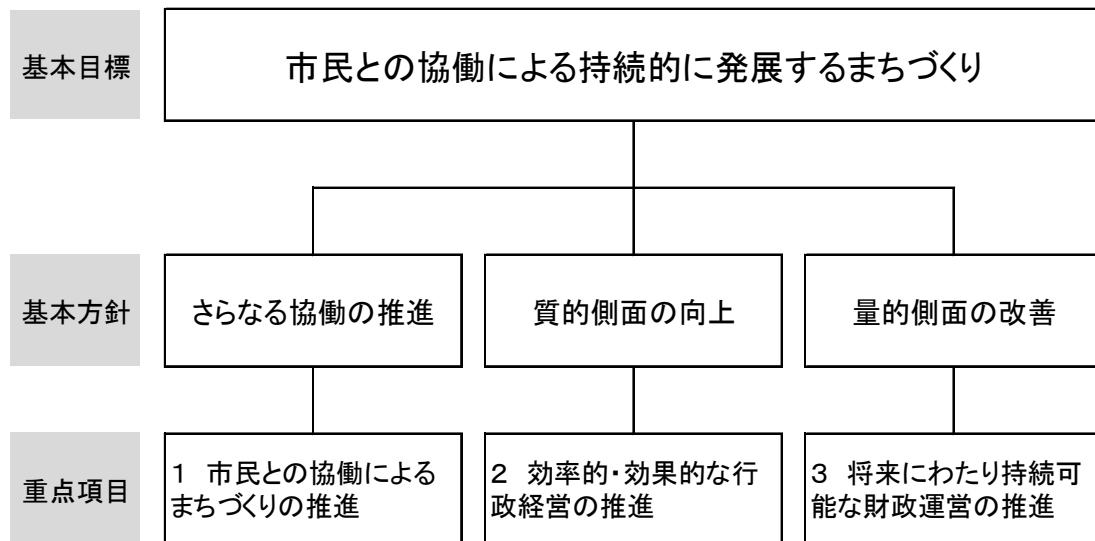 基本目標
市民との協働による持続的に発展するまちづくり
基本方針
さらなる協働の推進
質的側面の向上
量的側面の改善
重点項目
1 市民との協働による
まちづくりの推進
2 効率的・効果的な行
政経営の推進
3 将来にわたり持続可
能な財政運営の推進